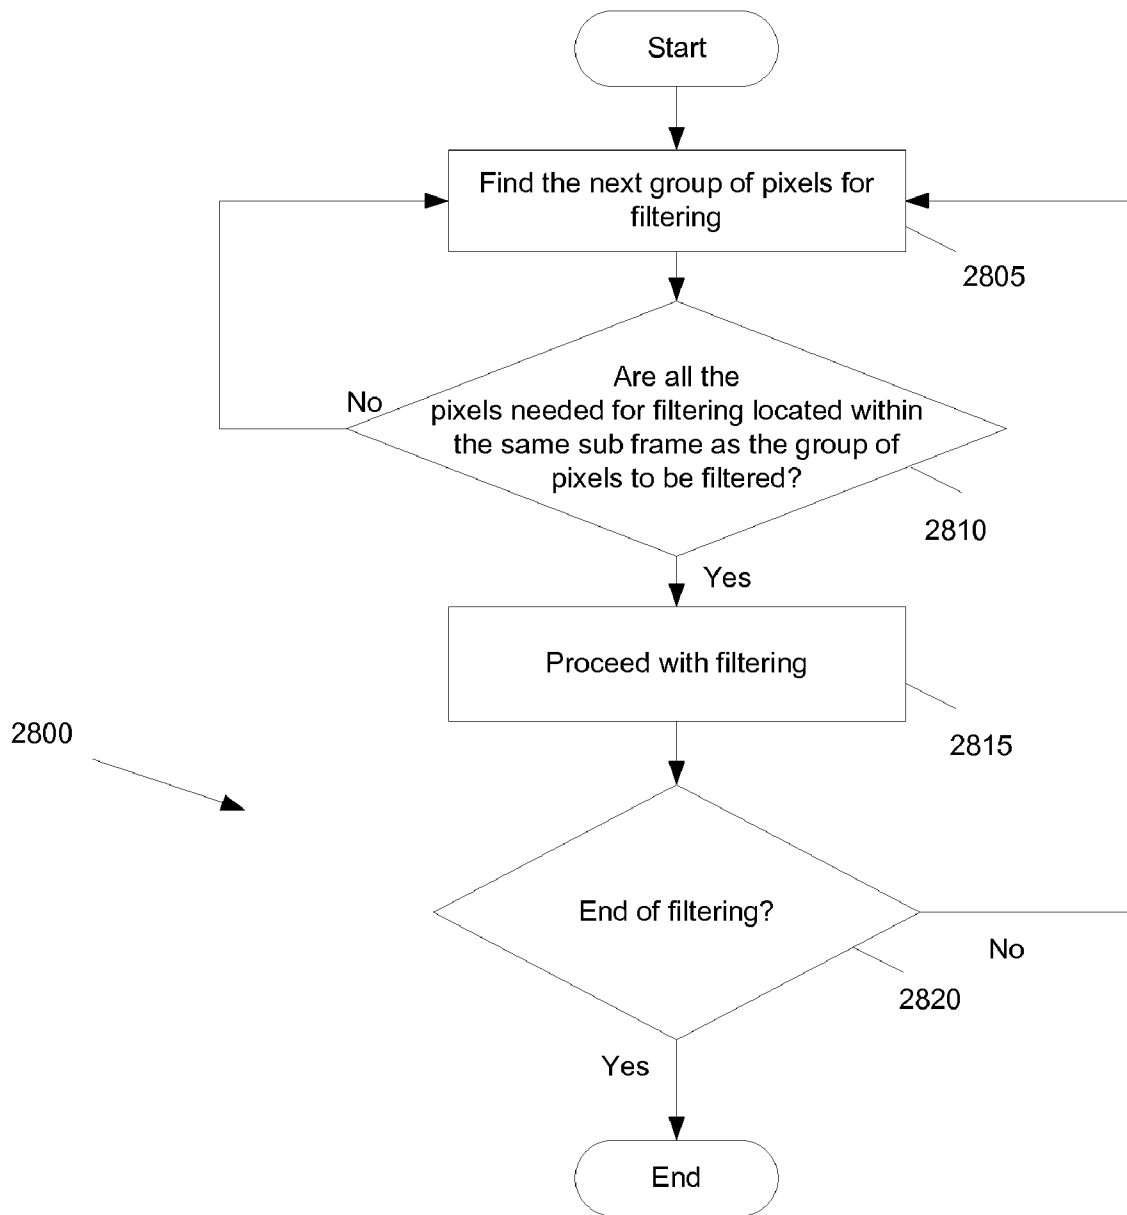 Start
Find the next group of pixels for
filtering
2805
Are all the
pixels needed for filtering located within
the same sub frame as the group of
pixels to be filtered?
No
2810
Yes
Proceed with filtering
2815
2800
End of filtering?
No
2820
Yes
End